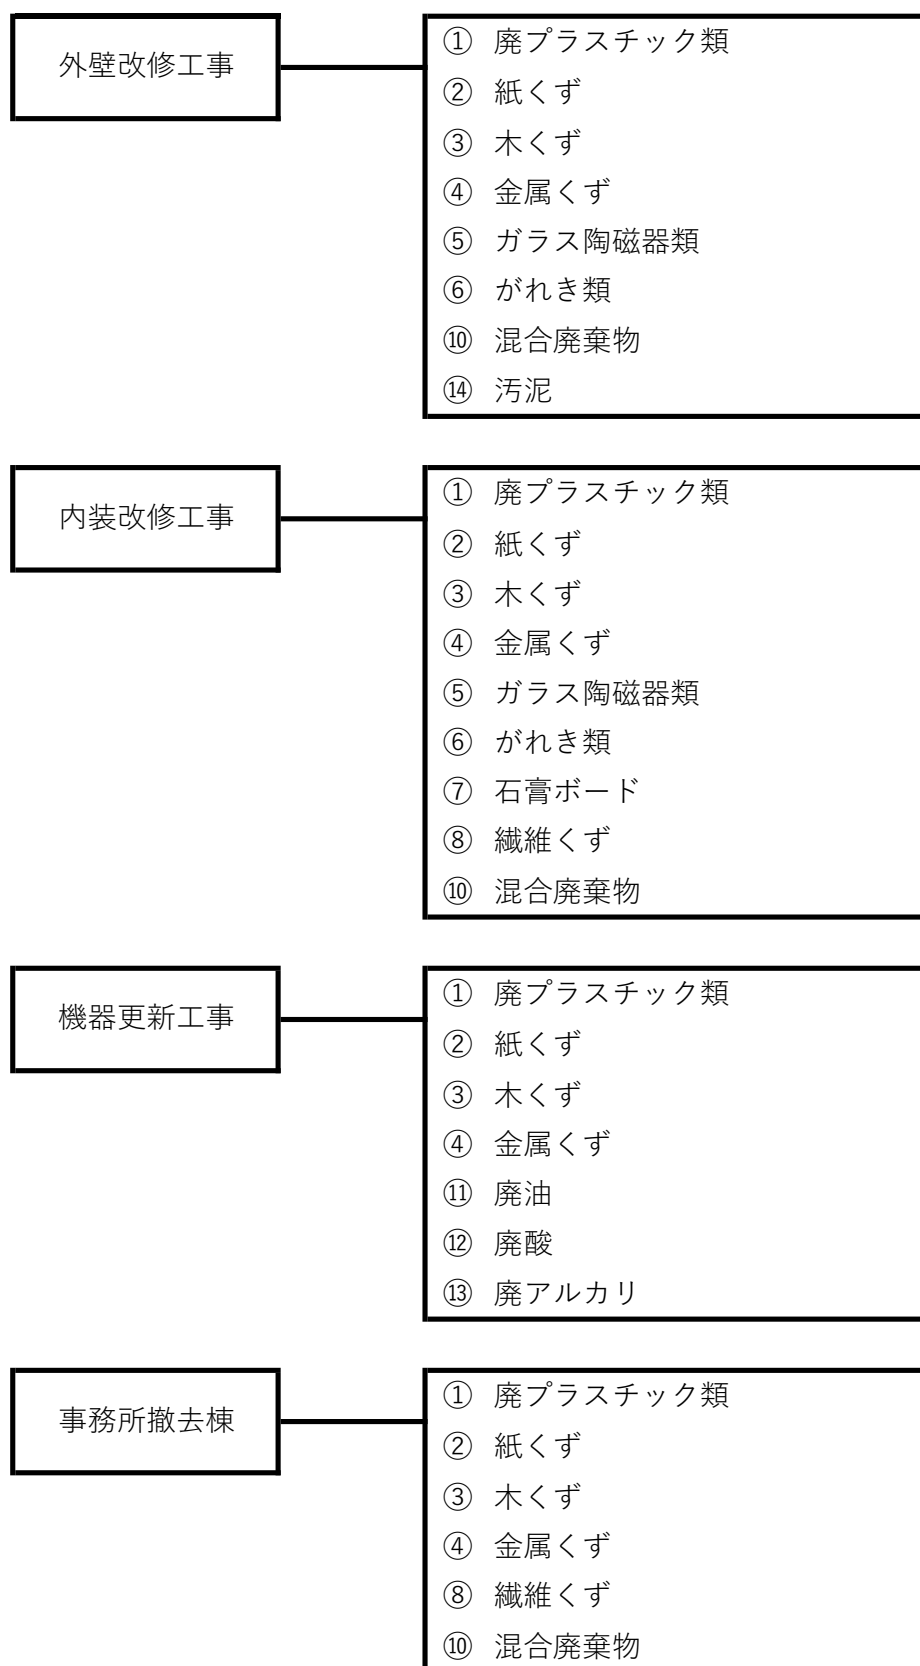 外壁改修工事
① 廃プラスチック類
② 紙くず
③ 木くず
④ 金属くず
⑤ ガラス陶磁器類
⑥ がれき類
⑩ 混合廃棄物
⑭ 汚泥
内装改修工事
① 廃プラスチック類
② 紙くず
③ 木くず
④ 金属くず
⑤ ガラス陶磁器類
⑥ がれき類
⑦ 石膏ボード
⑧ 繊維くず
⑩ 混合廃棄物
機器更新工事
① 廃プラスチック類
② 紙くず
③ 木くず
④ 金属くず
⑪ 廃油
⑫ 廃酸
⑬ 廃アルカリ
事務所撤去棟
① 廃プラスチック類
② 紙くず
③ 木くず
④ 金属くず
⑧ 繊維くず
⑩ 混合廃棄物